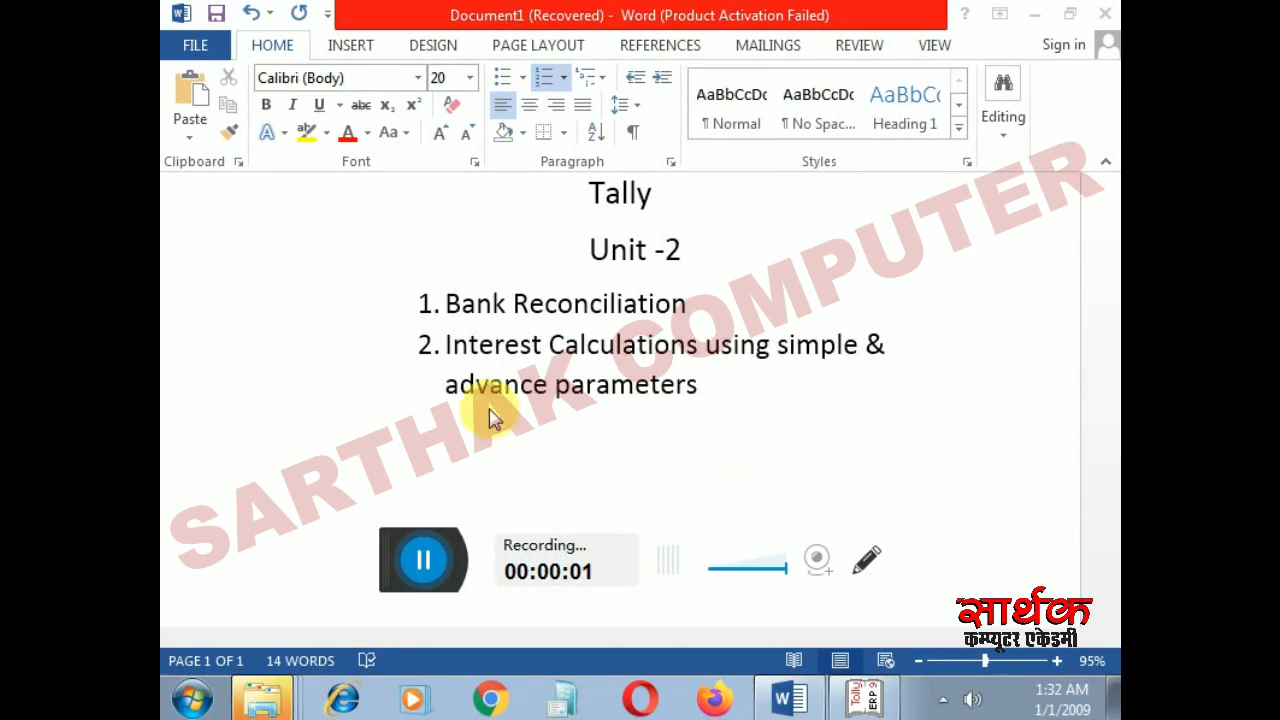 Document1 (Recovered) - Word (Product Activation Failed)
FILE HOME INSERT DESIGN PAGE LAYOUT REFERENCES MAILINGS REVIEW VIEW Sign in
Calibri (Body) 20
AaBbCcDc AaBbCcDc AaBbCc
Paste
¶ Normal ¶ No Spac... Heading 1
Editing
Clipboard Font Paragraph Styles
Tally
Unit -2
1. Bank Reconciliation
2. Interest Calculations using simple &
advance parameters
SARTHAK COMPUTER
Recording...
00:00:01
सार्थक
कम्प्यूटर एकेडमी
PAGE 1 OF 1 14 WORDS 95%
Tally ERP 9
1:32 AM
1/1/2009